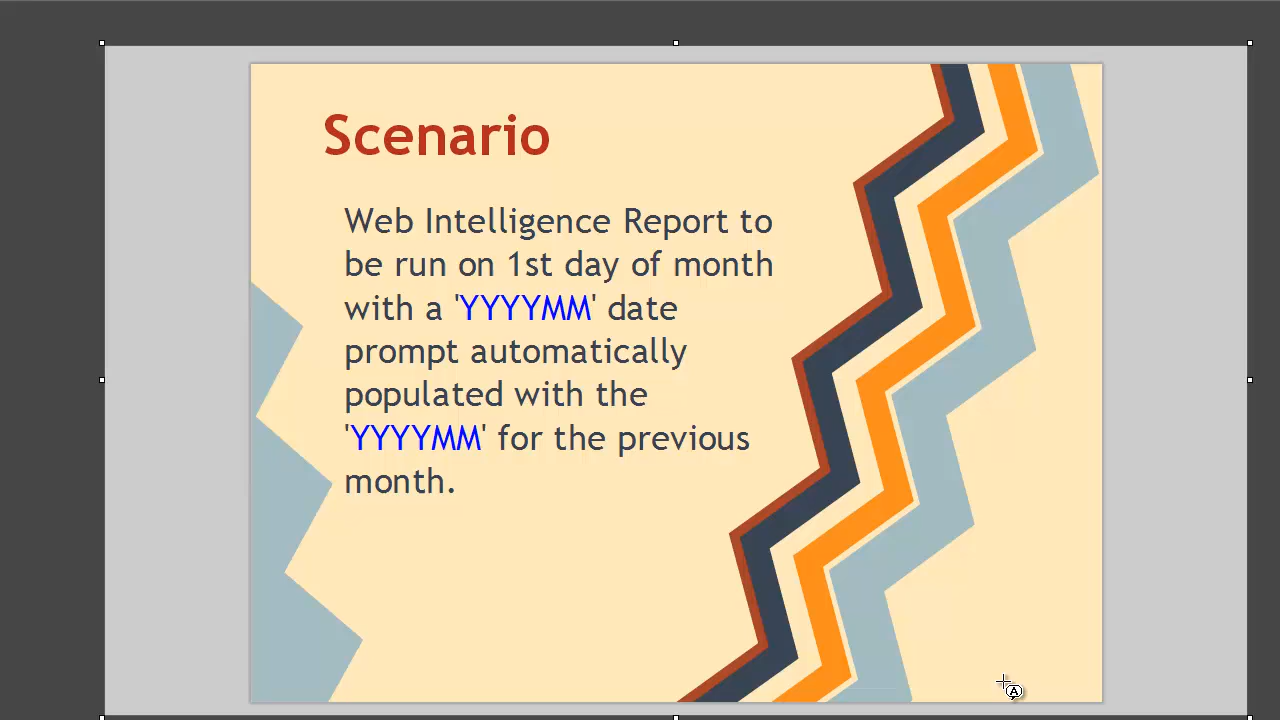 Scenario
Web Intelligence Report to
be run on 1st day of month
with a 'YYYYMM' date
prompt automatically
populated with the
'YYYYMM' for the previous
month.
A